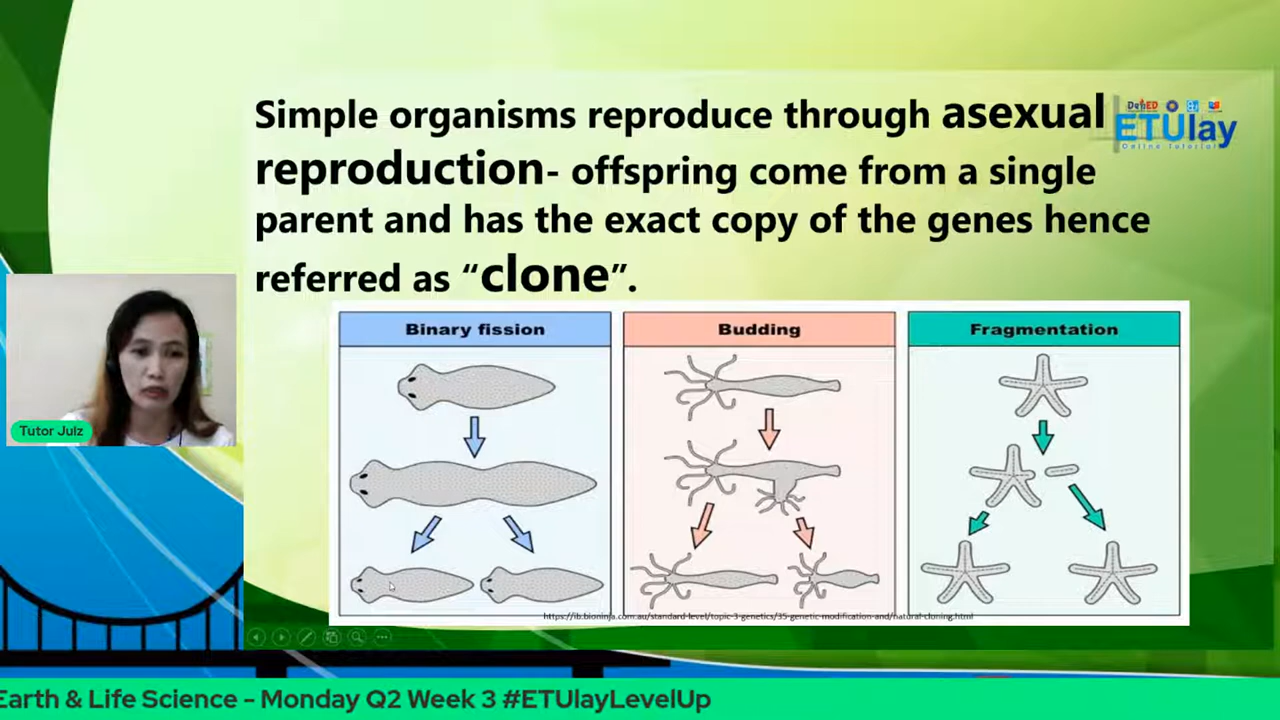 Simple organisms reproduce through asexual
reproduction- offspring come from a single
parent and has the exact copy of the genes hence
referred as “clone”.
DepED
ETUlay
Online Tutorial
Binary fission
Budding
Fragmentation
Tutor Julz
https://ib.bioninja.com.au/standard-level/topic-3-genetics/35-genetic-modification-and/natural-cloning.html
Earth & Life Science - Monday Q2 Week 3 #ETUlayLevelUp